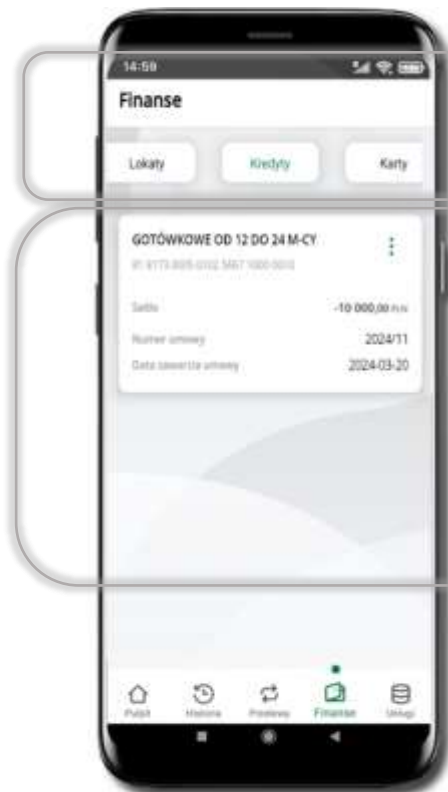 14:59
Finanse
Lokaty Kredyty Karty
GOTÓWKOWE OD 12 DO 24 M-CY
Saldo -10 000,00 PLN
Numer umowy 2024/11
Data zawarcia umowy 2024-03-20
Pulpit Historia Przelewy Finanse Usługi